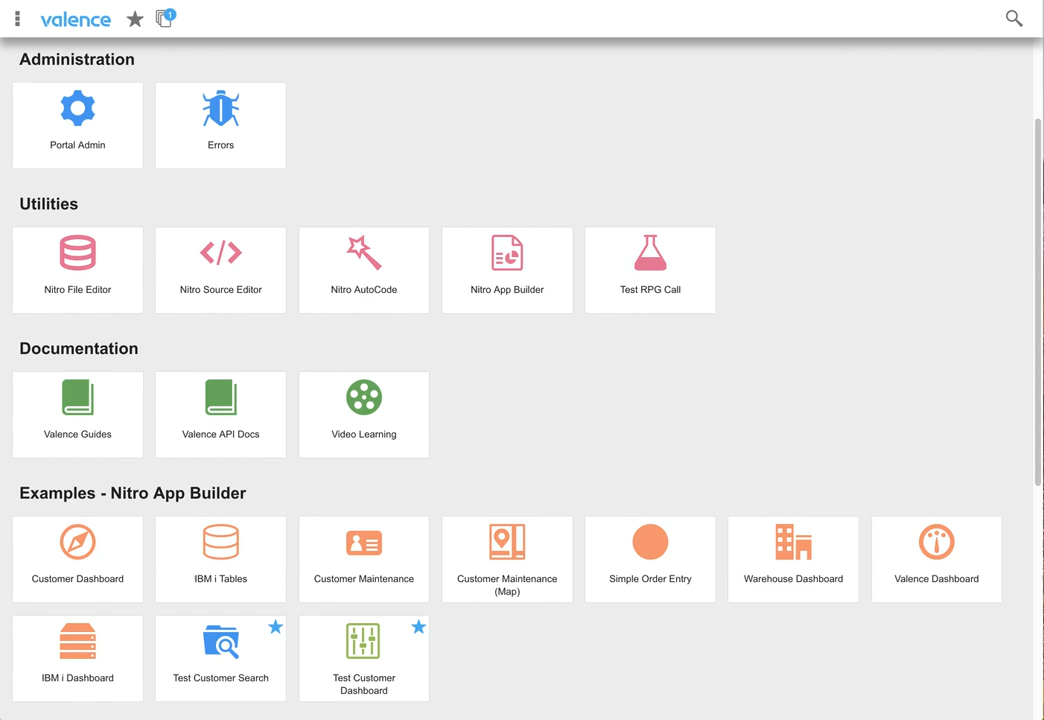 valence
1
Administration
Portal Admin
Errors
Utilities
Nitro File Editor
Nitro Source Editor
Nitro AutoCode
Nitro App Builder
Test RPG Call
Documentation
Valence Guides
Valence API Docs
Video Learning
Examples - Nitro App Builder
Customer Dashboard
IBM i Tables
Customer Maintenance
Customer Maintenance
(Map)
Simple Order Entry
Warehouse Dashboard
Valence Dashboard
IBM i Dashboard
Test Customer Search
Test Customer
Dashboard